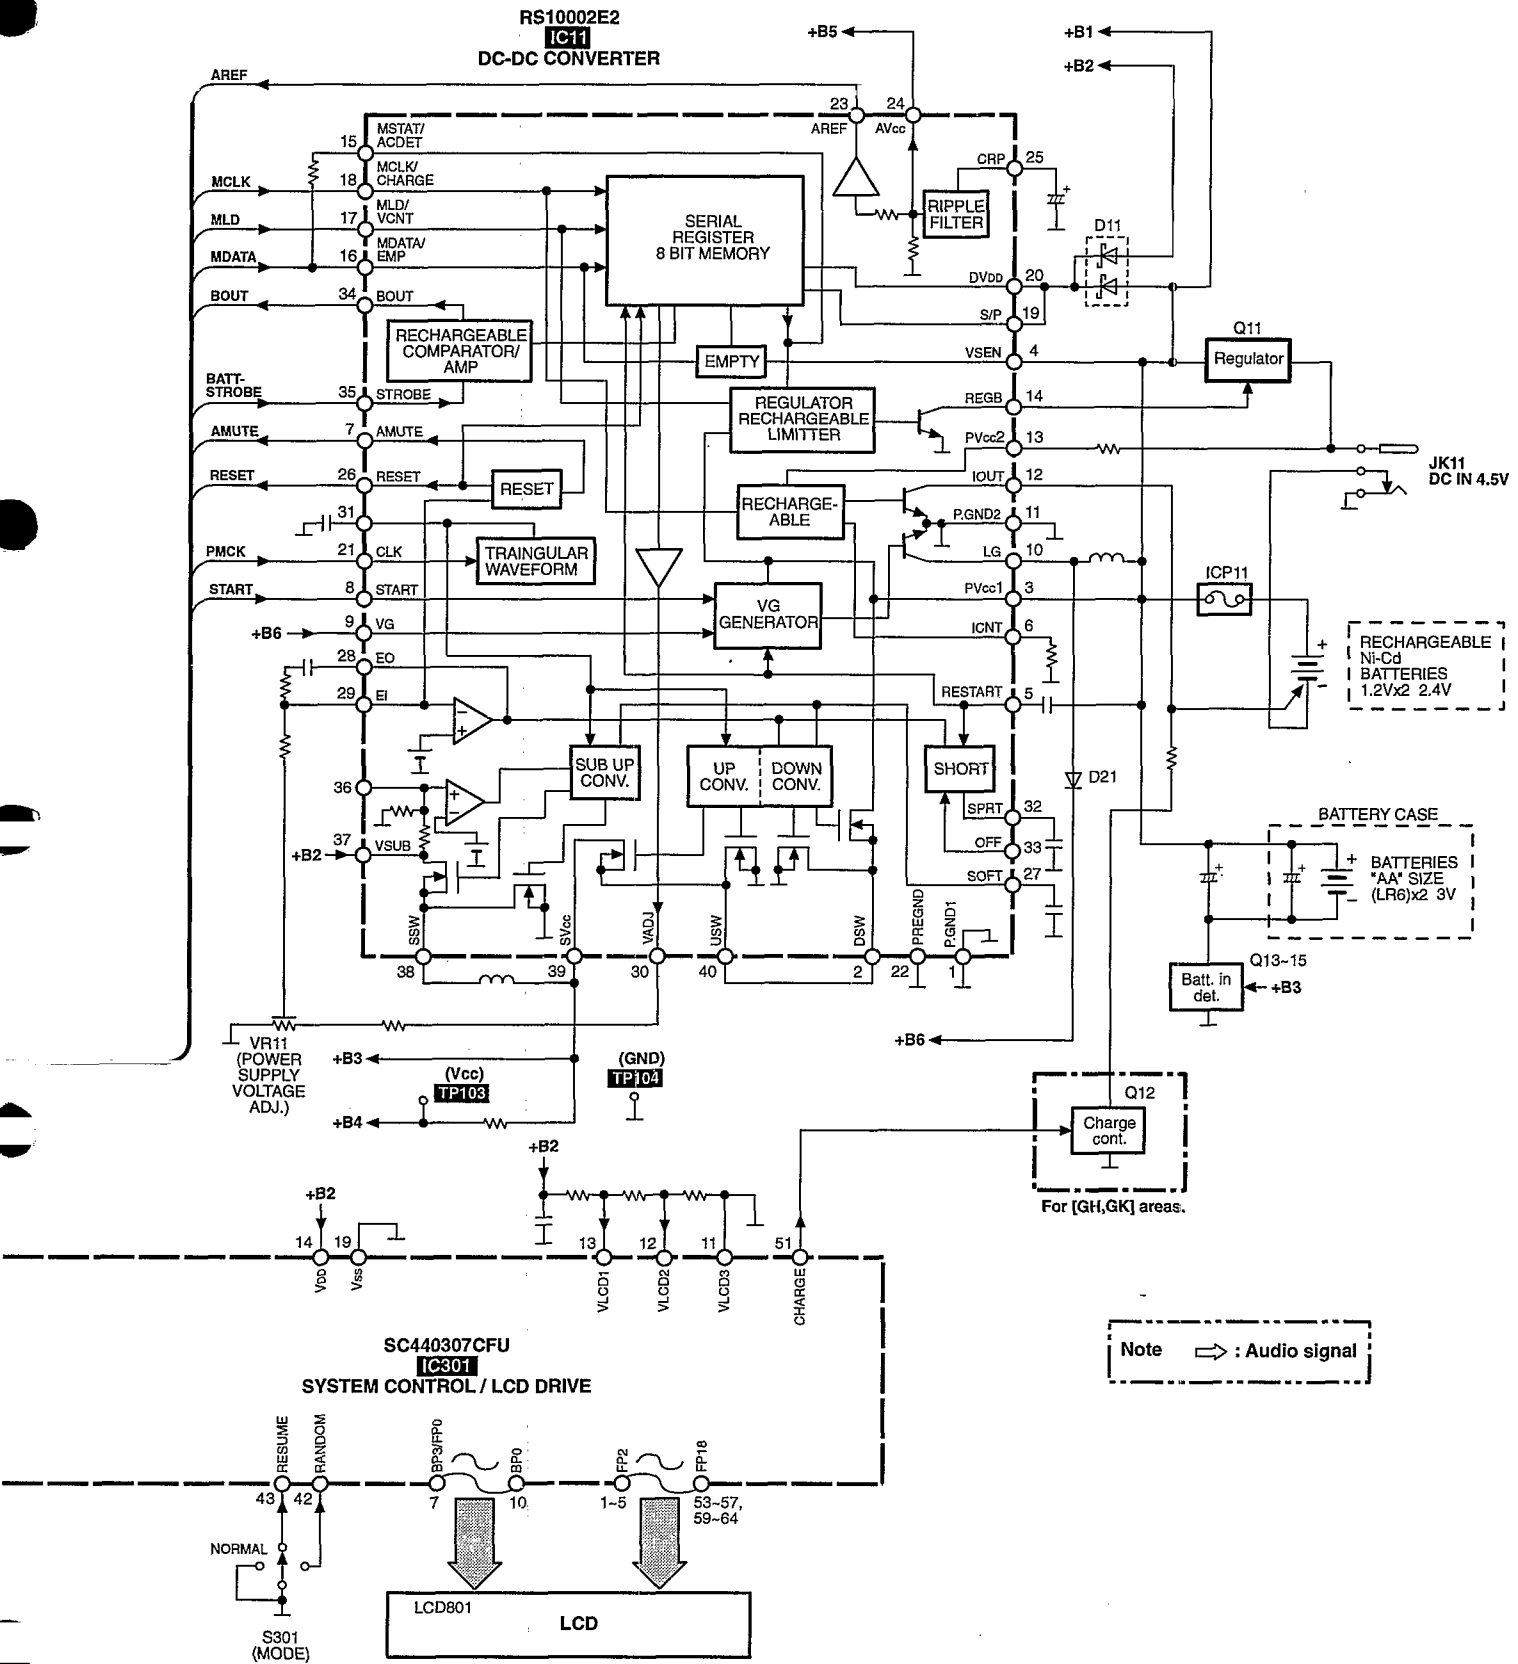 RS10002E2
IC11
DC-DC CONVERTER
+B5
+B1
+B2
AREF
23
24
AREF
AVcc
MSTAT/
ACDET
15
CRP
25
+
MCLK/
CHARGE
MCLK
18
SERIAL
REGISTER
8 BIT MEMORY
RIPPLE
FILTER
MLD/
VCNT
MLD
17
D11
MDATA/
EMP
MDATA
16
DVDD
20
BOUT
34
BOUT
S/P
19
RECHARGEABLE
COMPARATOR/
AMP
EMPTY
VSEN
4
Q11
Regulator
BATT-
STROBE
35
STROBE
REGULATOR
RECHARGEABLE
LIMITTER
REGB
14
AMUTE
7
AMUTE
PVcc2
13
JK11
DC IN 4.5V
RESET
26
RESET
RESET
IOUT
12
RECHARGE-
ABLE
31
P.GND2
11
PMCK
21
CLK
TRAINGULAR
WAVEFORM
LG
10
ICP11
START
8
START
VG
GENERATOR
PVcc1
3
+B6
9
VG
ICNT
6
+
-
RECHARGEABLE
Ni-Cd
BATTERIES
1.2Vx2 2.4V
28
EO
29
EI
-
+
RESTART
5
SUB UP
CONV.
UP
CONV.
DOWN
CONV.
SHORT
D21
36
+
-
SPRT
32
BATTERY CASE
37
+B2
VSUB
OFF
33
+
+
+
-
BATTERIES
"AA" SIZE
(LR6)x2 3V
SOFT
27
SSW
SVcc
VADJ
USW
DSW
PREGND
P.GND1
38
39
30
40
2
22
1
Q13~15
Batt. in
det.
+B3
VR11
(POWER
SUPPLY
VOLTAGE
ADJ.)
+B6
+B3
(Vcc)
TP103
(GND)
TP104
+B4
Q12
Charge
cont.
+B2
For [GH,GK] areas.
+B2
14
19
13
12
11
51
VDD
Vss
VLCD1
VLCD2
VLCD3
CHARGE
SC440307CFU
IC301
SYSTEM CONTROL / LCD DRIVE
Note
: Audio signal
RESUME
RANDOM
BP3/FP0
BP0
FP2
FP18
43
42
7
10
1~5
53~57,
59~64
NORMAL
LCD801
LCD
S301
(MODE)